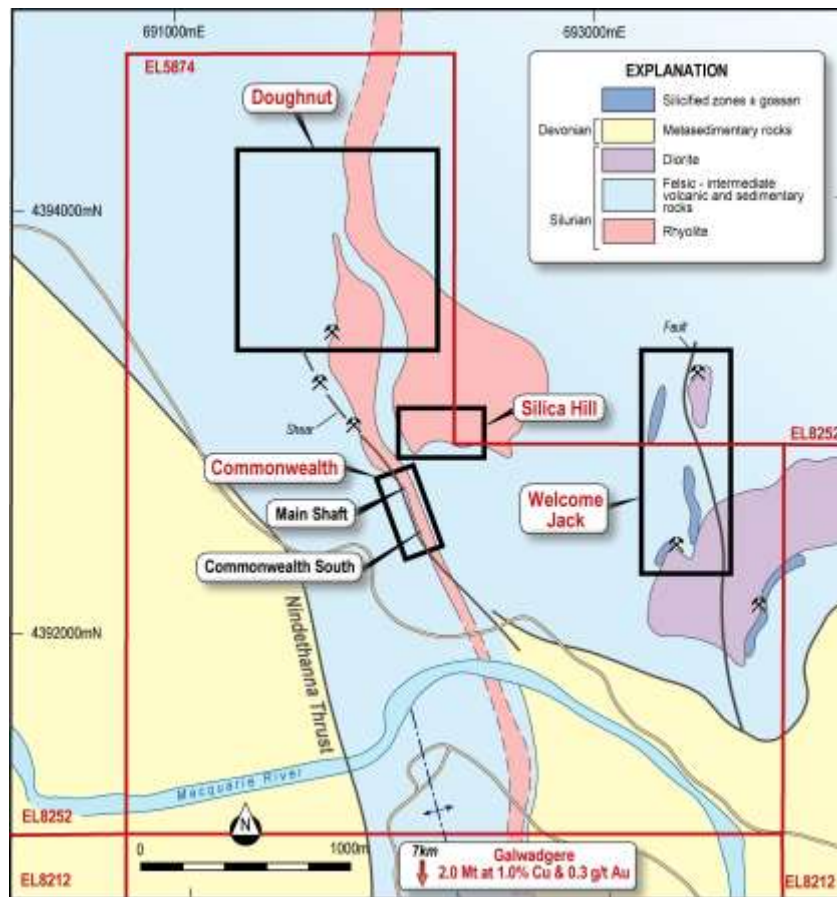 691000mE
693000mE
EL5874
Doughnut
EXPLANATION
Silicified zones ± gossan
Devonian
Metasedimentary rocks
Diorite
Felsic - intermediate
volcanic and sedimentary
rocks
Silurian
Rhyolite
4394000mN
Fault
Shear
Silica Hill
EL8252
Commonwealth
Main Shaft
Welcome
Jack
Commonwealth South
4392000mN
Nindethanna Thrust
Macquarie River
EL8252
N
0
1000m
7km
Galwadgere
2.0 Mt at 1.0% Cu & 0.3 g/t Au
EL8212
EL8212